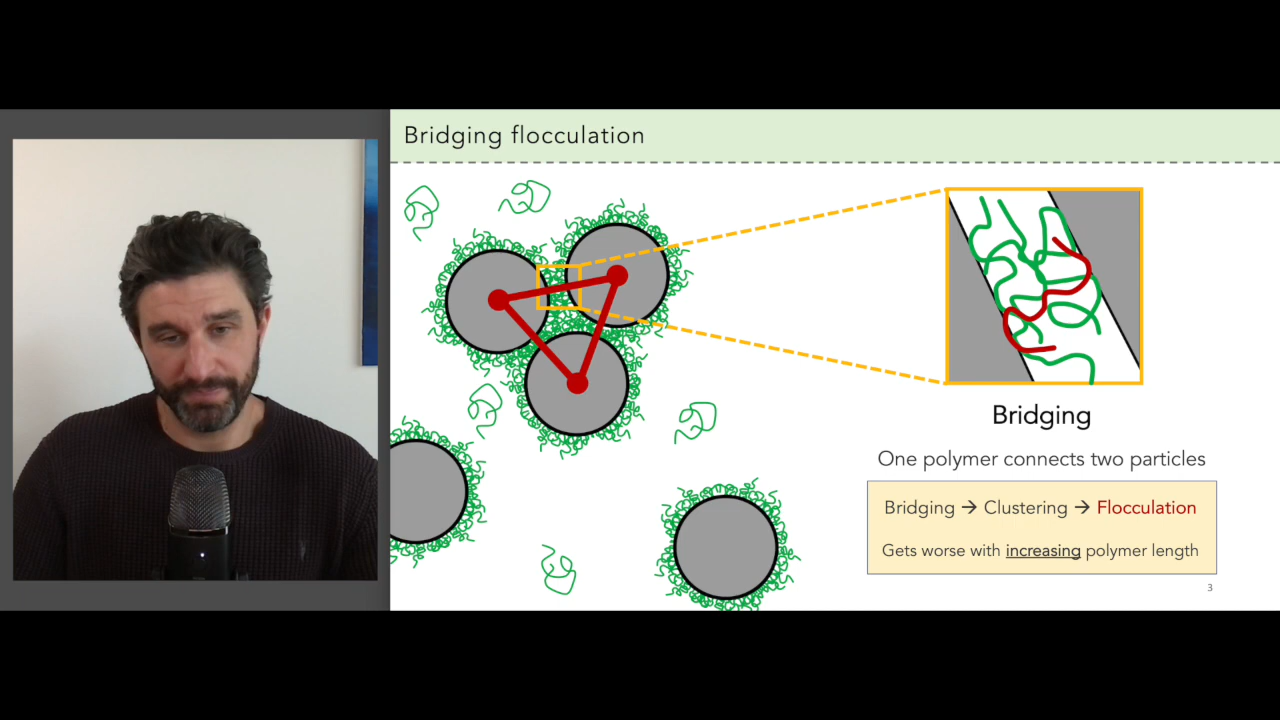 Bridging flocculation
Bridging
One polymer connects two particles
Bridging → Clustering → Flocculation
Gets worse with increasing polymer length
3